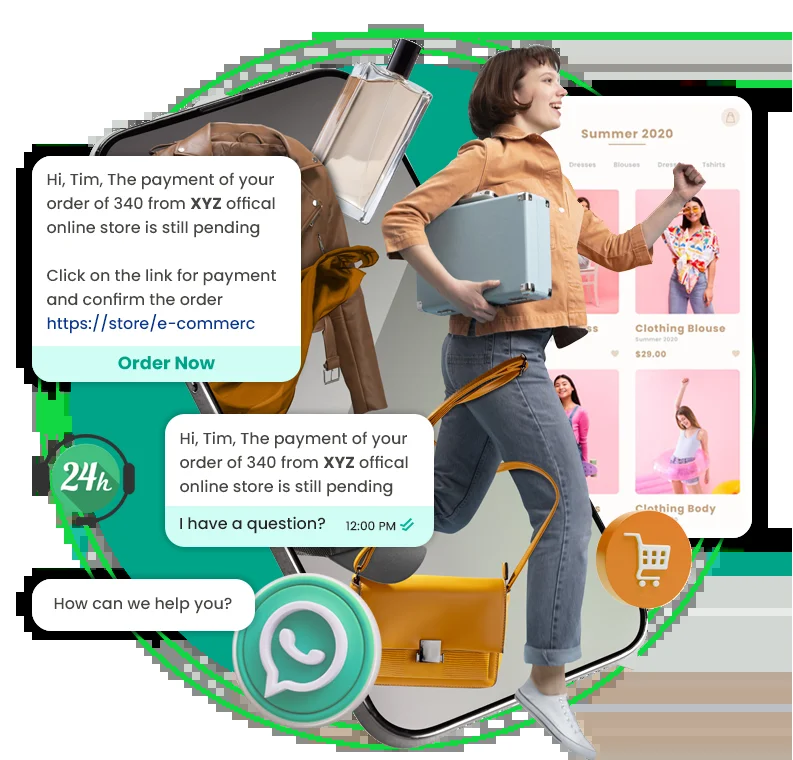 Summer 2020
Dresses Blouses Dresses Tshirts
Hi, Tim, The payment of your
order of 340 from XYZ offical
online store is still pending
Click on the link for payment
and confirm the order
https://store/e-commerc
Order Now
ss Clothing Blouse
Summer 2020
$29.00
Hi, Tim, The payment of your
order of 340 from XYZ offical
online store is still pending
I have a question? 12:00 PM
24h
s Clothing Body
How can we help you?